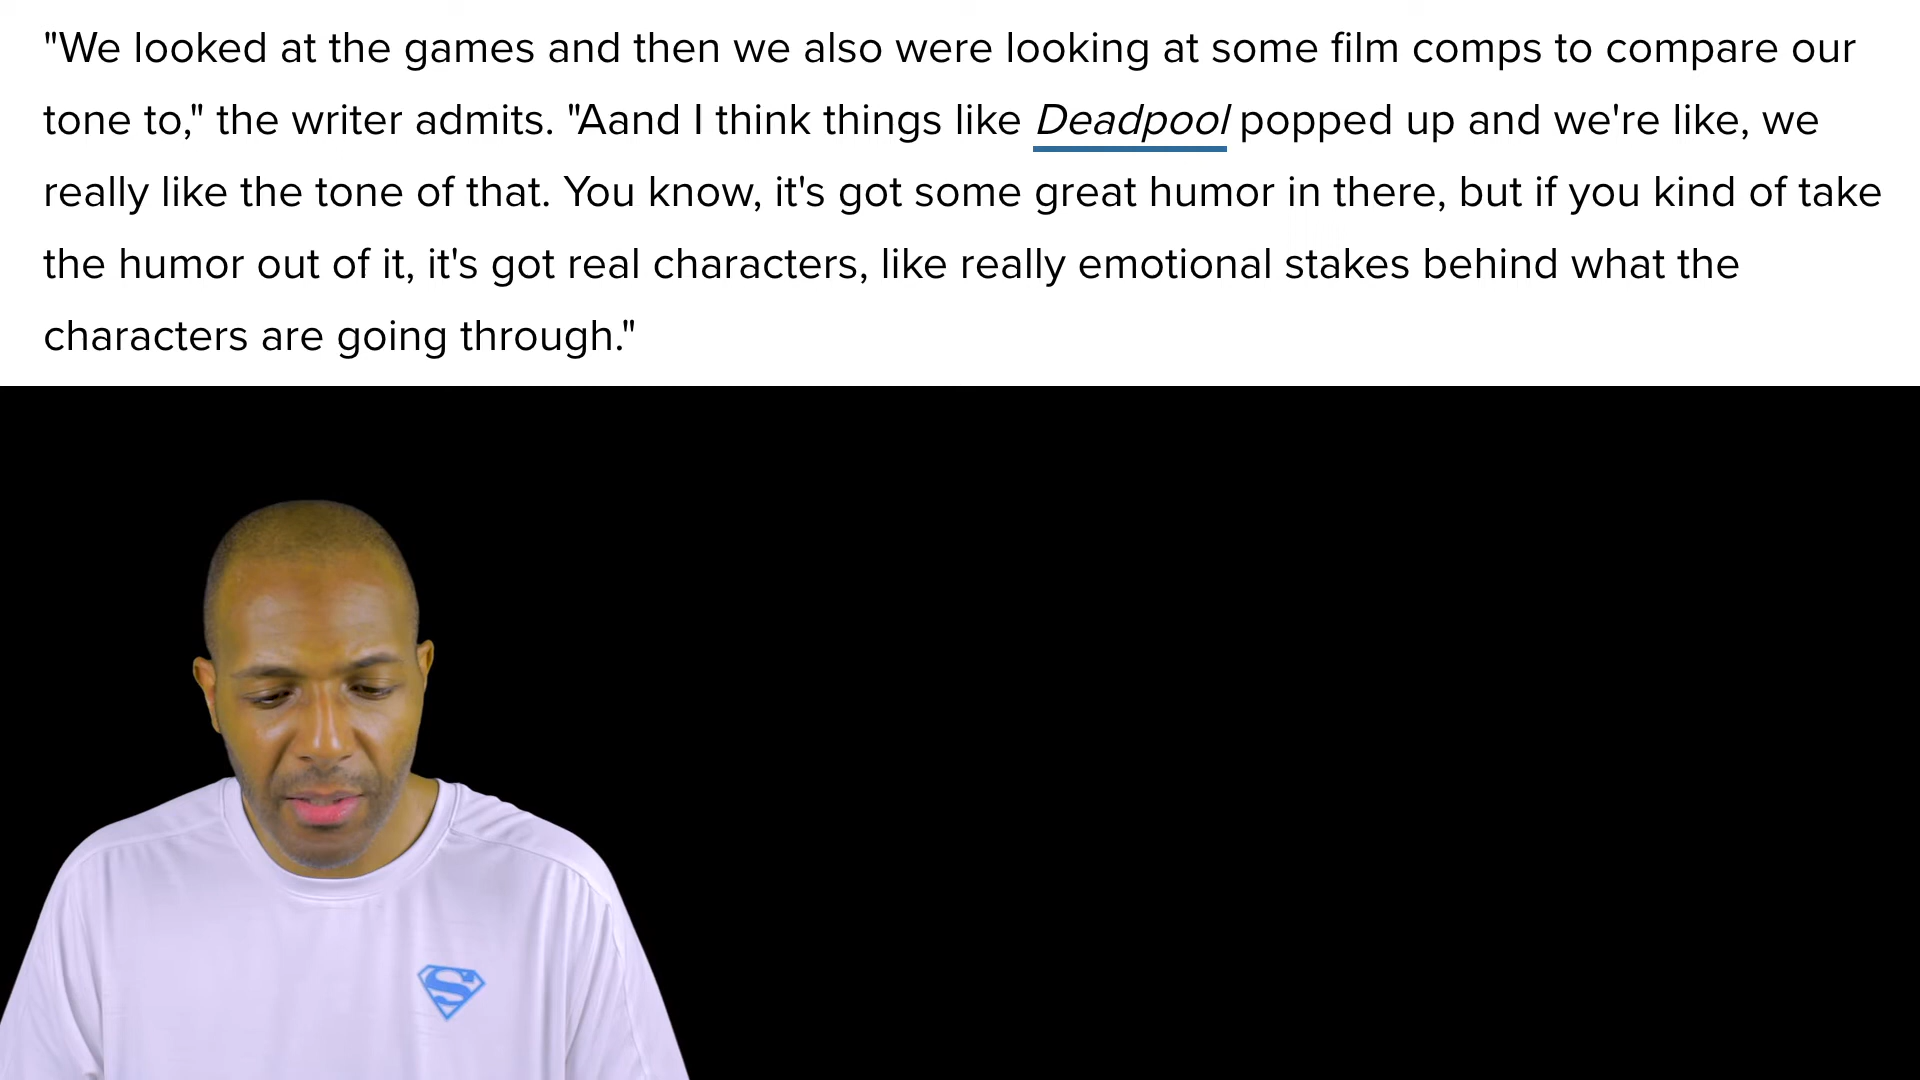 "We looked at the games and then we also were looking at some film comps to compare our
tone to," the writer admits. "Aand I think things like Deadpool popped up and we're like, we
really like the tone of that. You know, it's got some great humor in there, but if you kind of take
the humor out of it, it's got real characters, like really emotional stakes behind what the
characters are going through."
S